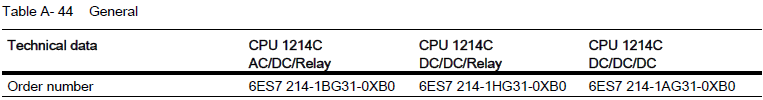 Table A- 44 General
Technical data CPU 1214C CPU 1214C CPU 1214C
AC/DC/Relay DC/DC/Relay DC/DC/DC
Order number 6ES7 214-1BG31-0XB0 6ES7 214-1HG31-0XB0 6ES7 214-1AG31-0XB0